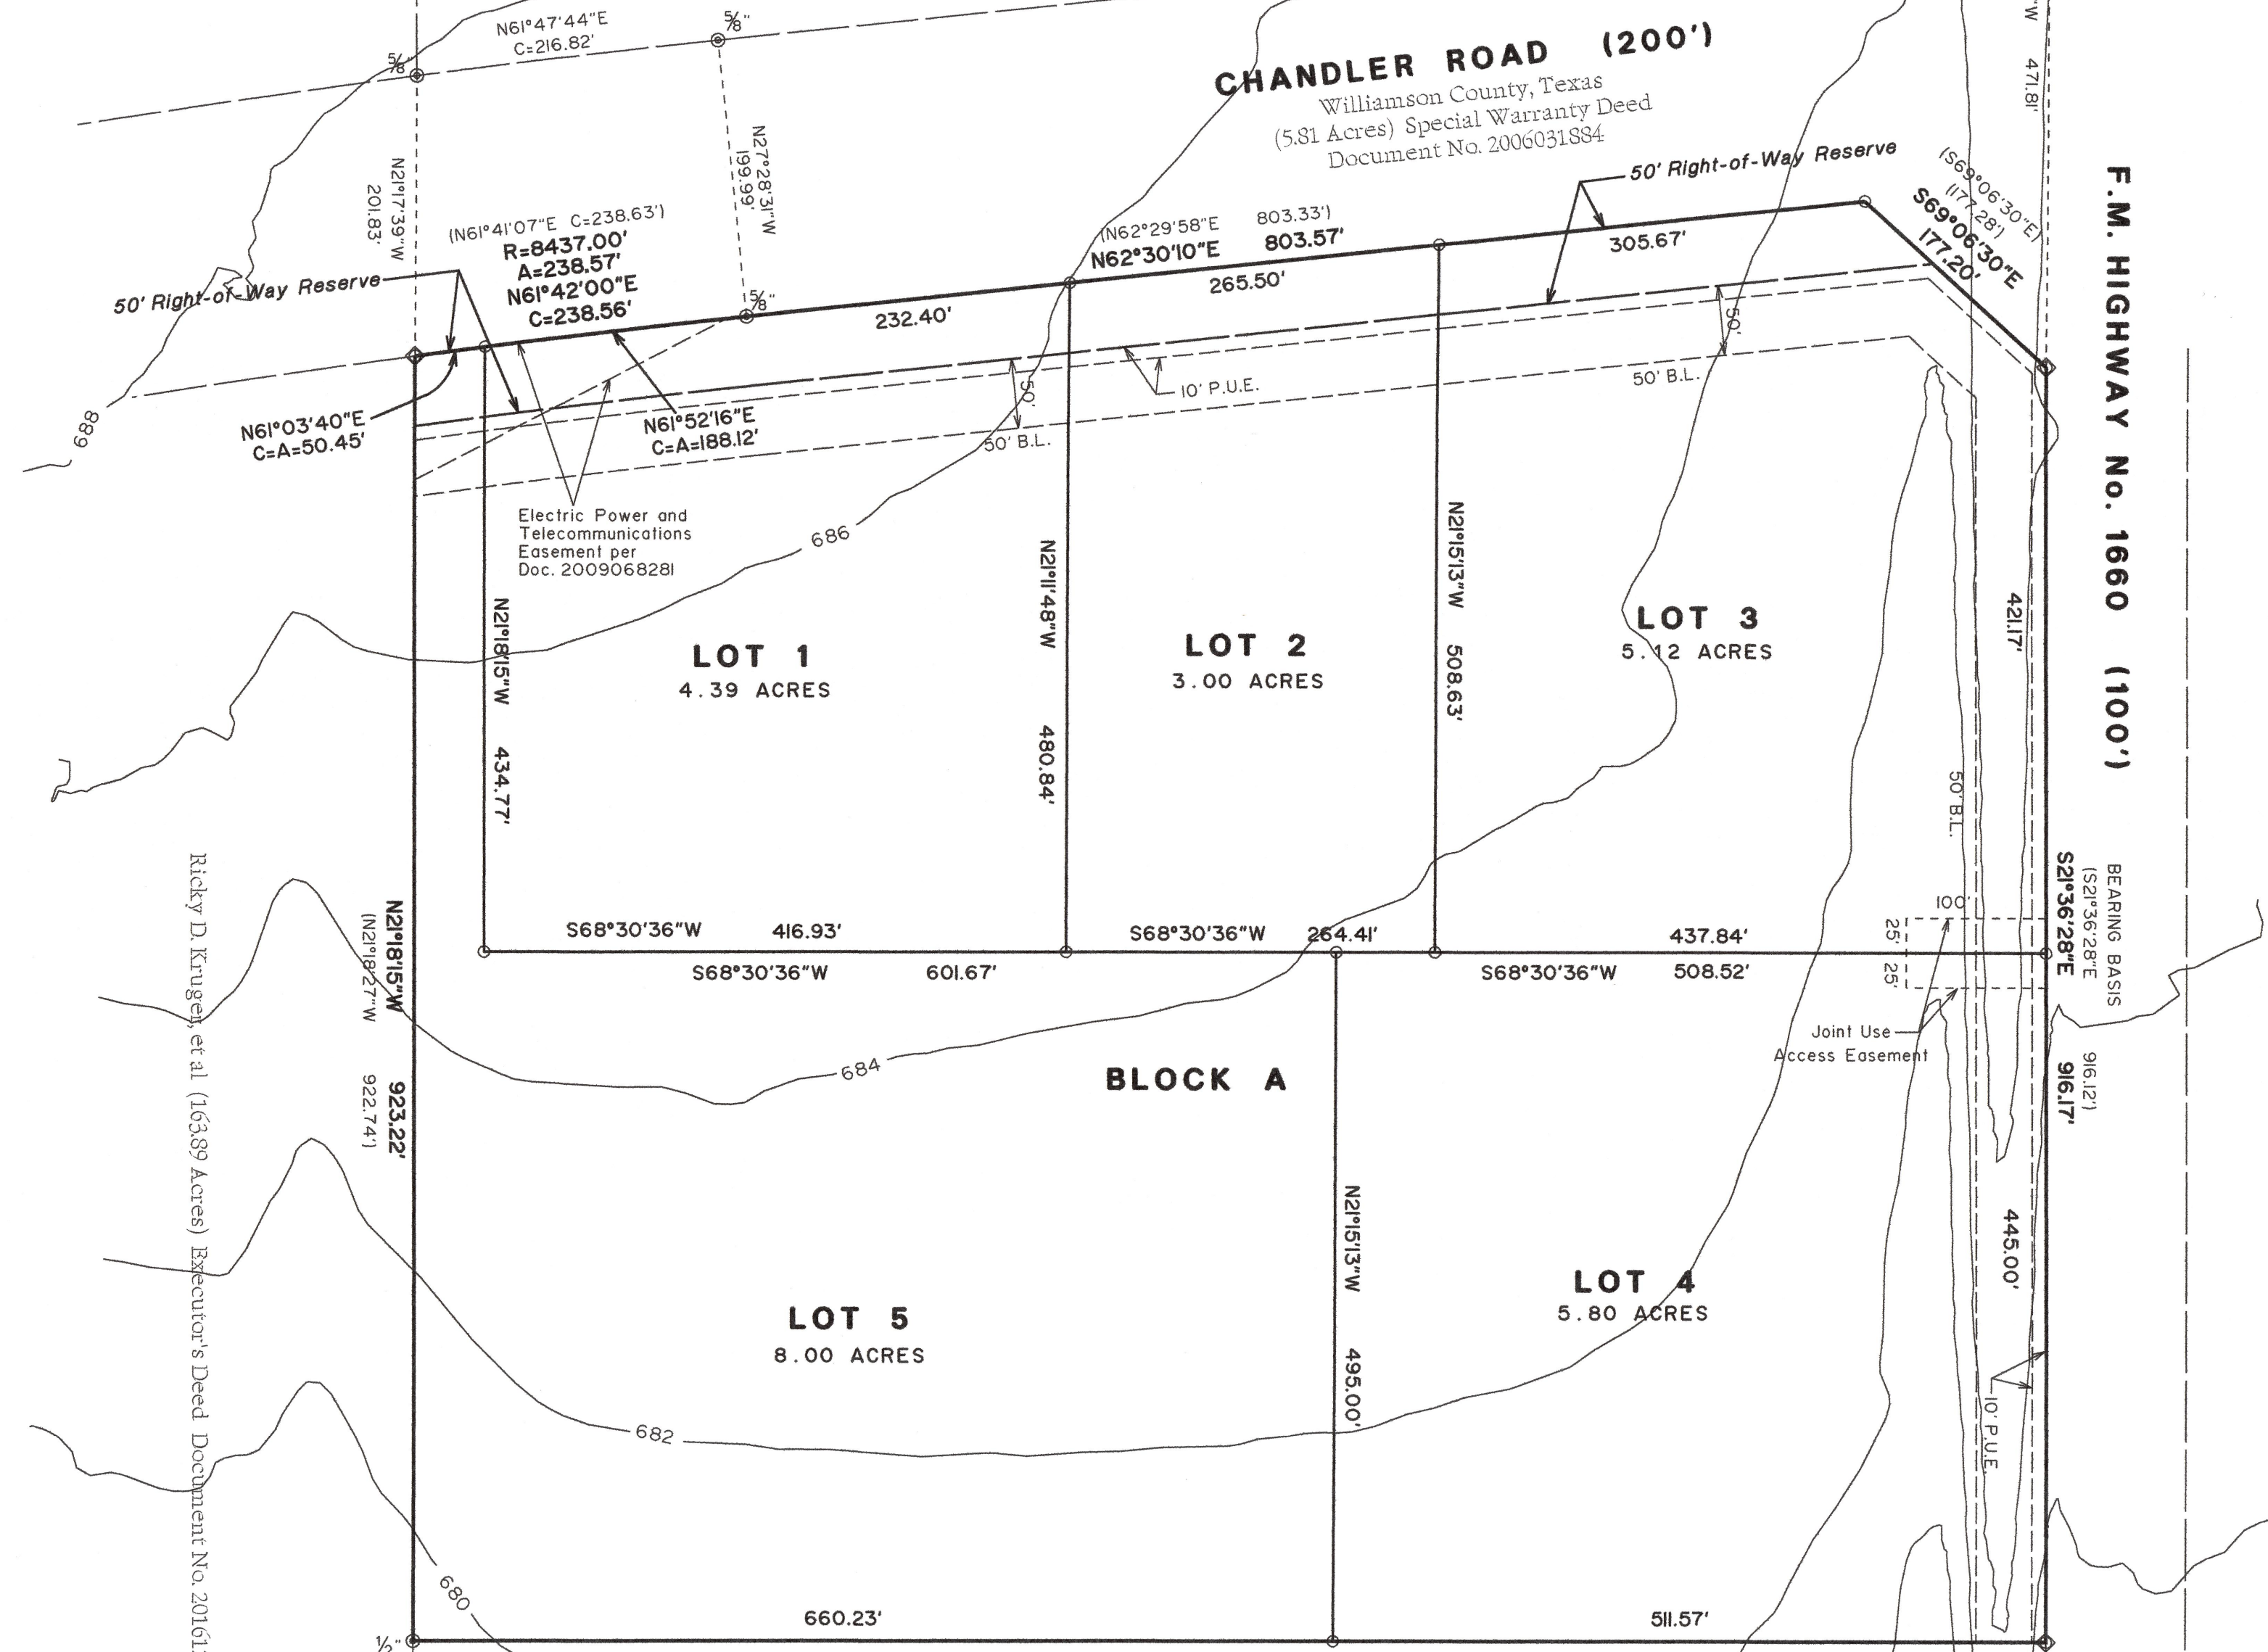 N61°47'44"E
C=216.82'
5/8"
5/8"
CHANDLER ROAD (200')
Williamson County, Texas
(5.81 Acres) Special Warranty Deed
Document No. 2006031884
"W 471.81'
N21°17'39"W
201.83'
N27°28'31"W
199.99'
(N61°41'07"E C=238.63')
R=8437.00'
A=238.57'
N61°42'00"E
C=238.56'
50' Right-of-Way Reserve
5/8"
232.40'
(N62°29'58"E 803.33')
N62°30'10"E 803.57'
265.50'
50' Right-of-Way Reserve
305.67'
(S69°06'30"E)
(177.28')
S69°06'30"E
177.20'
F.M. HIGHWAY No. 1660 (100')
688
N61°03'40"E
C=A=50.45'
N61°52'16"E
C=A=188.12'
50'
50' B.L.
10' P.U.E.
50'
50' B.L.
Electric Power and
Telecommunications
Easement per
Doc. 2009068281
686
N21°18'15"W 434.77'
LOT 1
4.39 ACRES
N21°11'48"W 480.84'
LOT 2
3.00 ACRES
N21°15'13"W 508.63'
LOT 3
5.12 ACRES
421.17'
50' B.L.
S68°30'36"W 416.93'
S68°30'36"W 264.41'
437.84'
S68°30'36"W 601.67'
S68°30'36"W 508.52'
100'
25'
25'
Joint Use
Access Easement
BEARING BASIS
(S21°36'28"E 916.12')
S21°36'28"E 916.17'
N21°18'15"W 923.22'
(N21°18'27"W 922.74')
Ricky D. Kruger, et al (163.89 Acres) Executor's Deed Document No. 20161
684
BLOCK A
N21°15'13"W 495.00'
LOT 5
8.00 ACRES
LOT 4
5.80 ACRES
445.00'
10' P.U.E.
682
680
660.23'
511.57'
1/2"